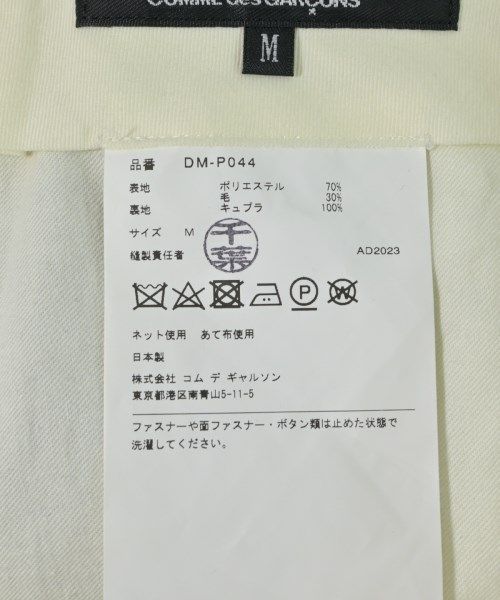 COMME des GARÇONS
M
品番 DM-P044
表地 ポリエステル 70%
毛 30%
裏地 キュプラ 100%
サイズ M
縫製責任者 千葉 AD2023
P W
ネット使用 あて布使用
日本製
株式会社 コム デ ギャルソン
東京都港区南青山5-11-5
ファスナーや面ファスナー・ボタン類は止めた状態で
洗濯してください。